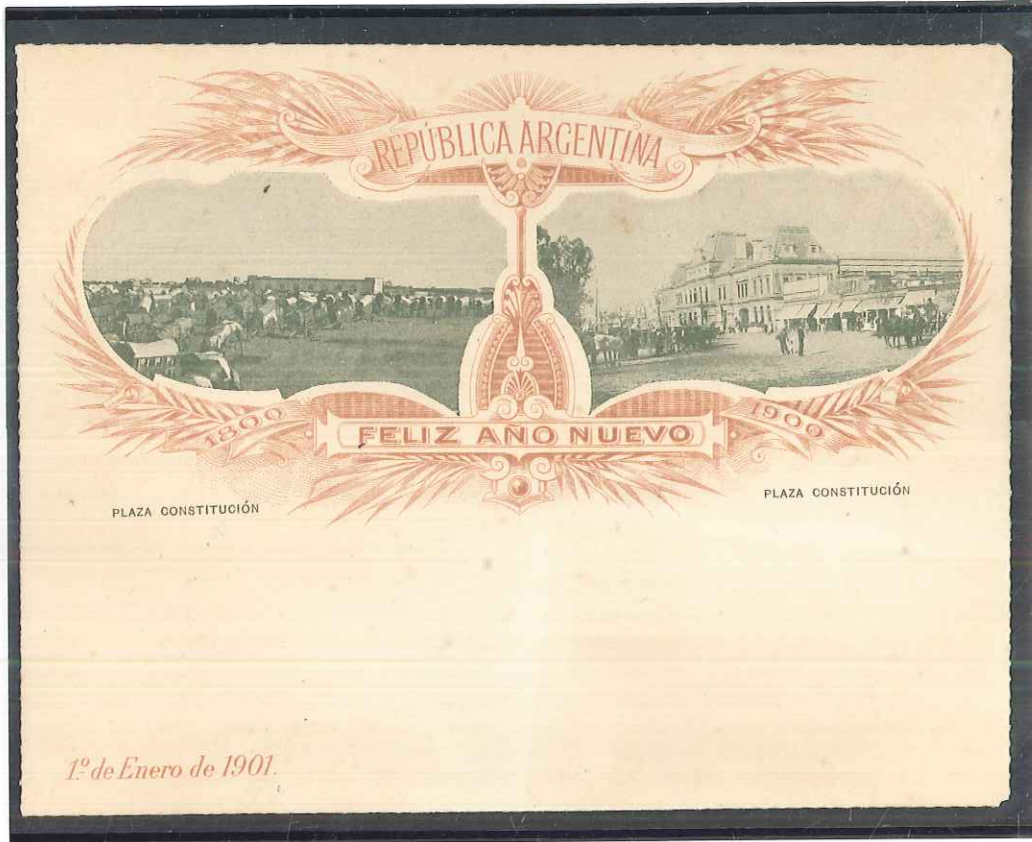 REPÚBLICA ARGENTINA
1800
FELIZ AÑO NUEVO
1900
PLAZA CONSTITUCIÓN
PLAZA CONSTITUCIÓN
1º de Enero de 1901.